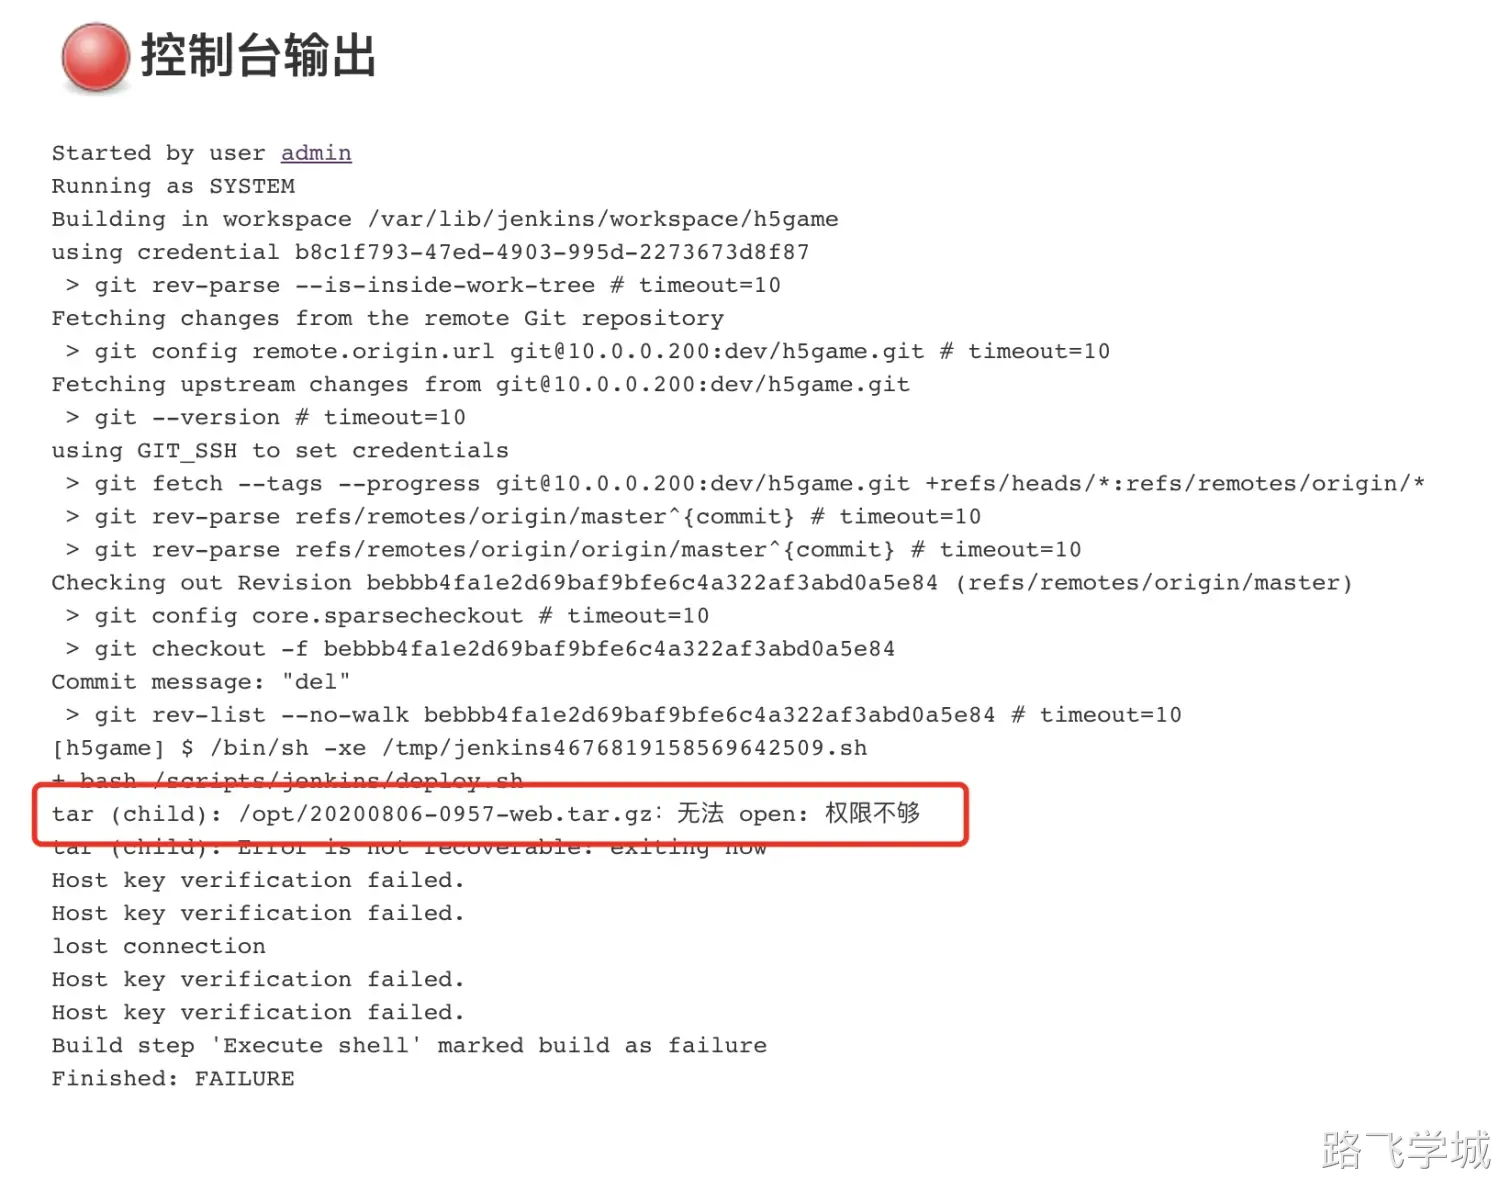 控制台输出
Started by user admin
Running as SYSTEM
Building in workspace /var/lib/jenkins/workspace/h5game
using credential b8c1f793-47ed-4903-995d-2273673d8f87
> git rev-parse --is-inside-work-tree # timeout=10
Fetching changes from the remote Git repository
> git config remote.origin.url git@10.0.0.200:dev/h5game.git # timeout=10
Fetching upstream changes from git@10.0.0.200:dev/h5game.git
> git --version # timeout=10
using GIT_SSH to set credentials
> git fetch --tags --progress git@10.0.0.200:dev/h5game.git +refs/heads/*:refs/remotes/origin/*
> git rev-parse refs/remotes/origin/master^{commit} # timeout=10
> git rev-parse refs/remotes/origin/origin/master^{commit} # timeout=10
Checking out Revision bebbb4fa1e2d69baf9bfe6c4a322af3abd0a5e84 (refs/remotes/origin/master)
> git config core.sparsecheckout # timeout=10
> git checkout -f bebbb4fa1e2d69baf9bfe6c4a322af3abd0a5e84
Commit message: "del"
> git rev-list --no-walk bebbb4fa1e2d69baf9bfe6c4a322af3abd0a5e84 # timeout=10
[h5game] $ /bin/sh -xe /tmp/jenkins4676819158569642509.sh
+ bash /scripts/jenkins/deploy.sh
tar (child): /opt/20200806-0957-web.tar.gz：无法 open: 权限不够
tar (child): Error is not recoverable: exiting now
Host key verification failed.
Host key verification failed.
lost connection
Host key verification failed.
Host key verification failed.
Build step 'Execute shell' marked build as failure
Finished: FAILURE
路飞学城